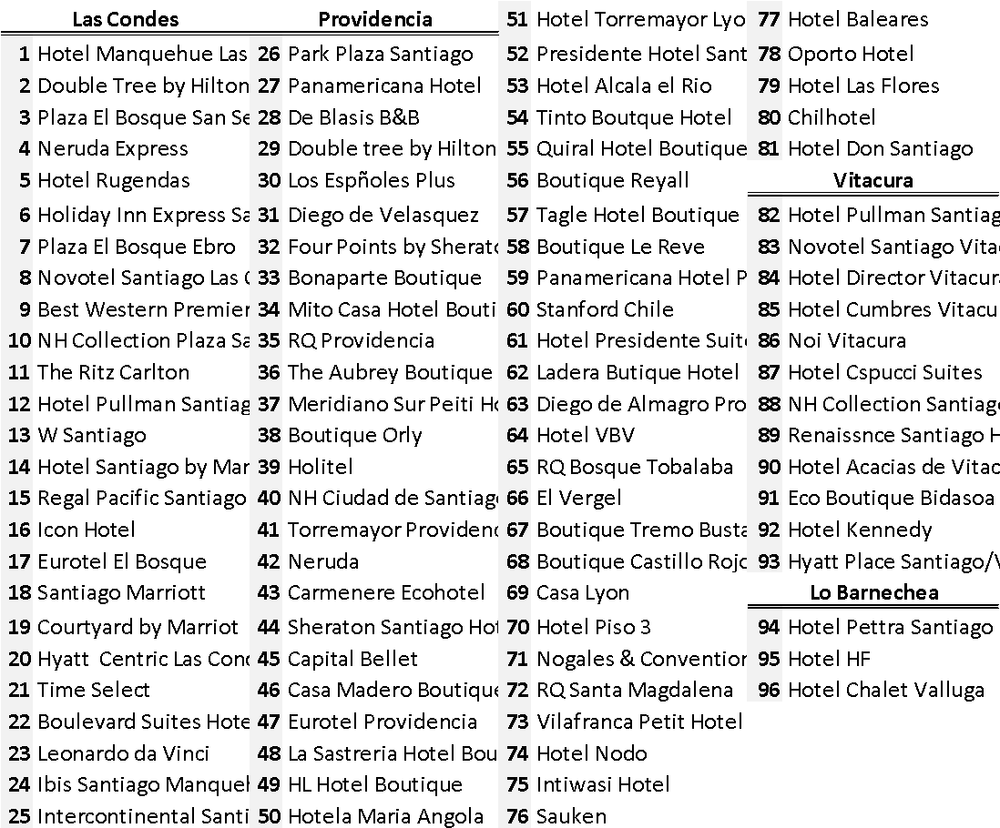 Las Condes
1 Hotel Manquehue Las
2 Double Tree by Hilton
3 Plaza El Bosque San Se
4 Neruda Express
5 Hotel Rugendas
6 Holiday Inn Express Sa
7 Plaza El Bosque Ebro
8 Novotel Santiago Las C
9 Best Western Premier
10 NH Collection Plaza Sa
11 The Ritz Carlton
12 Hotel Pullman Santiag
13 W Santiago
14 Hotel Santiago by Mar
15 Regal Pacific Santiago
16 Icon Hotel
17 Eurotel El Bosque
18 Santiago Marriott
19 Courtyard by Marriot
20 Hyatt Centric Las Cond
21 Time Select
22 Boulevard Suites Hote
23 Leonardo da Vinci
24 Ibis Santiago Manqueh
25 Intercontinental Santi
Providencia
26 Park Plaza Santiago
27 Panamericana Hotel
28 De Blasis B&B
29 Double tree by Hilton
30 Los Espñoles Plus
31 Diego de Velasquez
32 Four Points by Sherato
33 Bonaparte Boutique
34 Mito Casa Hotel Bouti
35 RQ Providencia
36 The Aubrey Boutique
37 Meridiano Sur Peiti Ho
38 Boutique Orly
39 Holitel
40 NH Ciudad de Santiago
41 Torremayor Providenc
42 Neruda
43 Carmenere Ecohotel
44 Sheraton Santiago Hot
45 Capital Bellet
46 Casa Madero Boutique
47 Eurotel Providencia
48 La Sastreria Hotel Bou
49 HL Hotel Boutique
50 Hotela Maria Angola
51 Hotel Torremayor Lyo
52 Presidente Hotel Sant
53 Hotel Alcala el Rio
54 Tinto Boutque Hotel
55 Quiral Hotel Boutique
56 Boutique Reyall
57 Tagle Hotel Boutique
58 Boutique Le Reve
59 Panamericana Hotel P
60 Stanford Chile
61 Hotel Presidente Suite
62 Ladera Butique Hotel
63 Diego de Almagro Pro
64 Hotel VBV
65 RQ Bosque Tobalaba
66 El Vergel
67 Boutique Tremo Busta
68 Boutique Castillo Rojo
69 Casa Lyon
70 Hotel Piso 3
71 Nogales & Convention
72 RQ Santa Magdalena
73 Vilafranca Petit Hotel
74 Hotel Nodo
75 Intiwasi Hotel
76 Sauken
77 Hotel Baleares
78 Oporto Hotel
79 Hotel Las Flores
80 Chilhotel
81 Hotel Don Santiago
Vitacura
82 Hotel Pullman Santiag
83 Novotel Santiago Vitac
84 Hotel Director Vitacura
85 Hotel Cumbres Vitacu
86 Noi Vitacura
87 Hotel Cspucci Suites
88 NH Collection Santiago
89 Renaissnce Santiago H
90 Hotel Acacias de Vitac
91 Eco Boutique Bidasoa
92 Hotel Kennedy
93 Hyatt Place Santiago/V
Lo Barnechea
94 Hotel Pettra Santiago
95 Hotel HF
96 Hotel Chalet Valluga